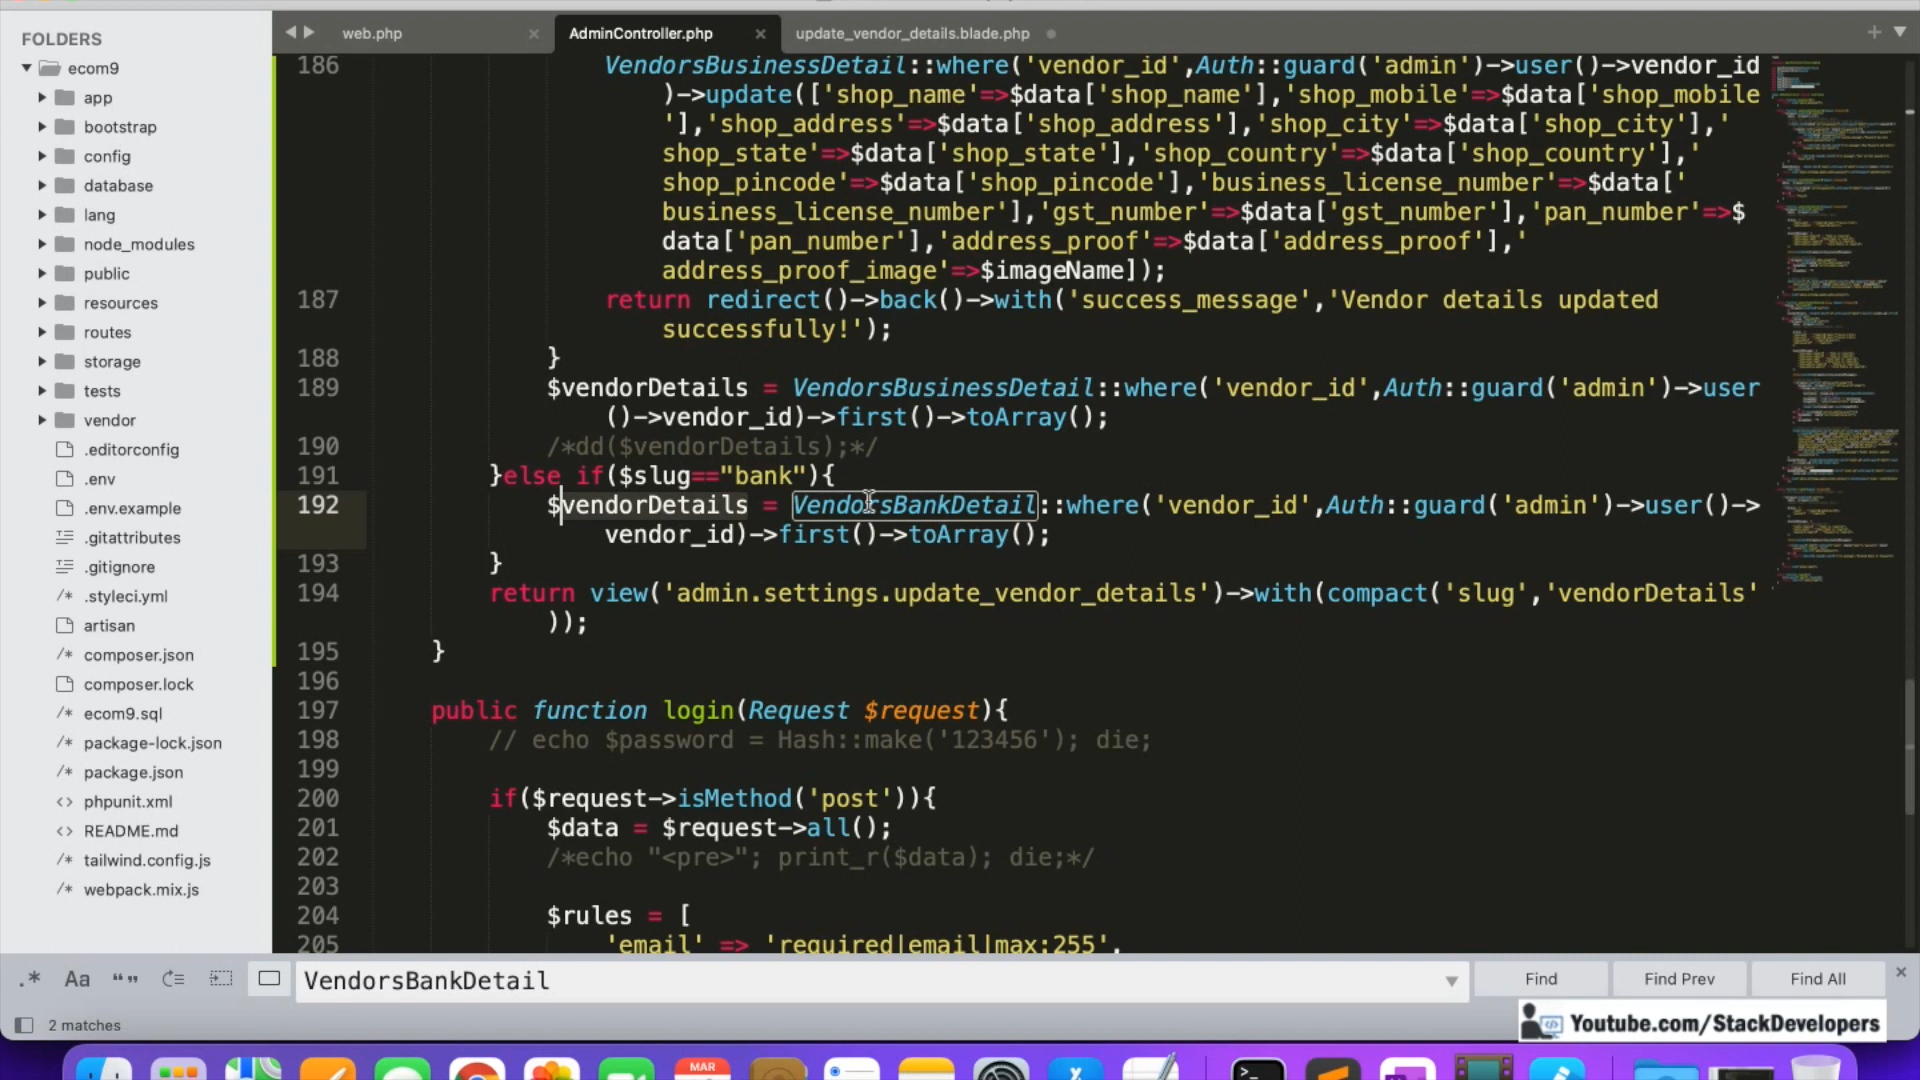 FOLDERS
ecom9
app
bootstrap
config
database
lang
node_modules
public
resources
routes
storage
tests
vendor
.editorconfig
.env
.env.example
.gitattributes
.gitignore
/* .styleci.yml
artisan
/* composer.json
composer.lock
/* ecom9.sql
/* package-lock.json
/* package.json
<> phpunit.xml
<> README.md
/* tailwind.config.js
/* webpack.mix.js
web.php × AdminController.php × update_vendor_details.blade.php
186 VendorsBusinessDetail::where('vendor_id',Auth::guard('admin')->user()->vendor_id
)->update(['shop_name'=>$data['shop_name'],'shop_mobile'=>$data['shop_mobile
'],'shop_address'=>$data['shop_address'],'shop_city'=>$data['shop_city'],'
shop_state'=>$data['shop_state'],'shop_country'=>$data['shop_country'],'
shop_pincode'=>$data['shop_pincode'],'business_license_number'=>$data['
business_license_number'],'gst_number'=>$data['gst_number'],'pan_number'=>$
data['pan_number'],'address_proof'=>$data['address_proof'],'
address_proof_image'=>$imageName]);
187 return redirect()->back()->with('success_message','Vendor details updated
successfully!');
188 }
189 $vendorDetails = VendorsBusinessDetail::where('vendor_id',Auth::guard('admin')->user
()->vendor_id)->first()->toArray();
190 /*dd($vendorDetails);*/
191 }else if($slug=="bank"){
192 $vendorDetails = VendorsBankDetail::where('vendor_id',Auth::guard('admin')->user()->
vendor_id)->first()->toArray();
193 }
194 return view('admin.settings.update_vendor_details')->with(compact('slug','vendorDetails'
));
195 }
196
197 public function login(Request $request){
198 // echo $password = Hash::make('123456'); die;
199
200 if($request->isMethod('post')){
201 $data = $request->all();
202 /*echo "<pre>"; print_r($data); die;*/
203
204 $rules = [
205 'email' => 'required|email|max:255',
.* Aa “ ” VendorsBankDetail Find Find Prev Find All ×
2 matches
Youtube.com/StackDevelopers
MAR